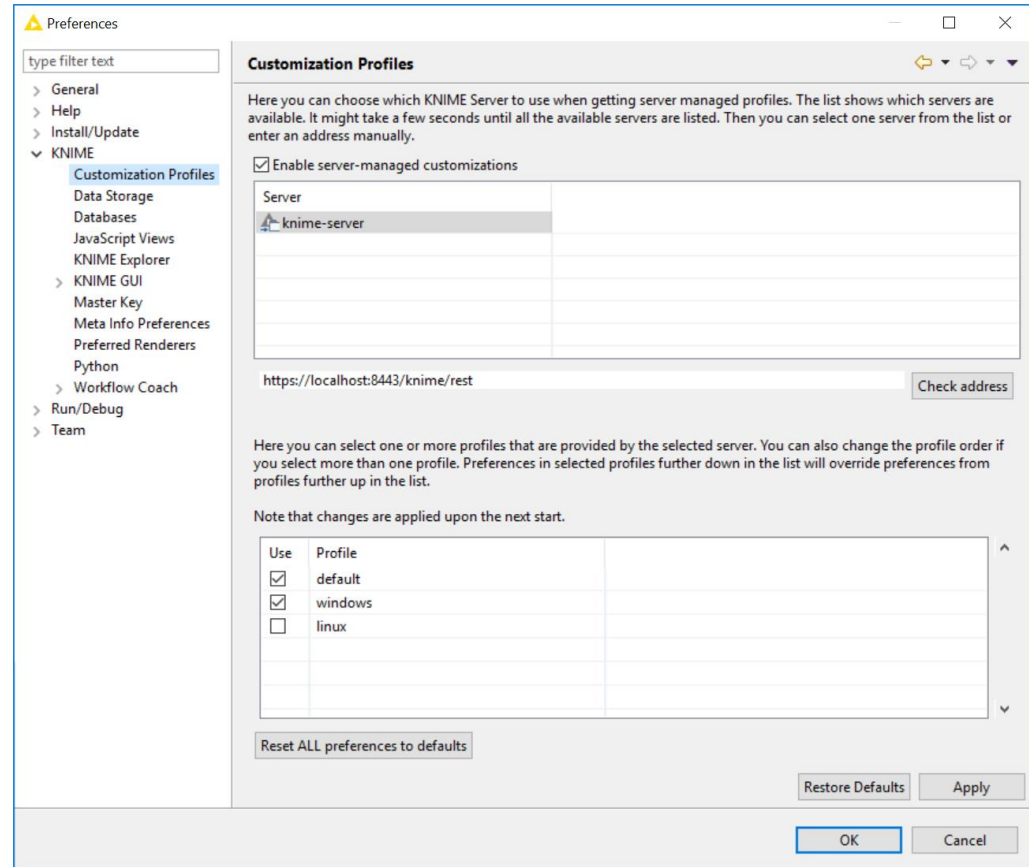 Preferences
type filter text
General
Help
Install/Update
KNIME
Customization Profiles
Data Storage
Databases
JavaScript Views
KNIME Explorer
KNIME GUI
Master Key
Meta Info Preferences
Preferred Renderers
Python
Workflow Coach
Run/Debug
Team
Customization Profiles
Here you can choose which KNIME Server to use when getting server managed profiles. The list shows which servers are
available. It might take a few seconds until all the available servers are listed. Then you can select one server from the list or
enter an address manually.
Enable server-managed customizations
Server
knime-server
https://localhost:8443/knime/rest
Check address
Here you can select one or more profiles that are provided by the selected server. You can also change the profile order if
you select more than one profile. Preferences in selected profiles further down in the list will override preferences from
profiles further up in the list.
Note that changes are applied upon the next start.
Use Profile
default
windows
linux
Reset ALL preferences to defaults
Restore Defaults Apply
OK Cancel